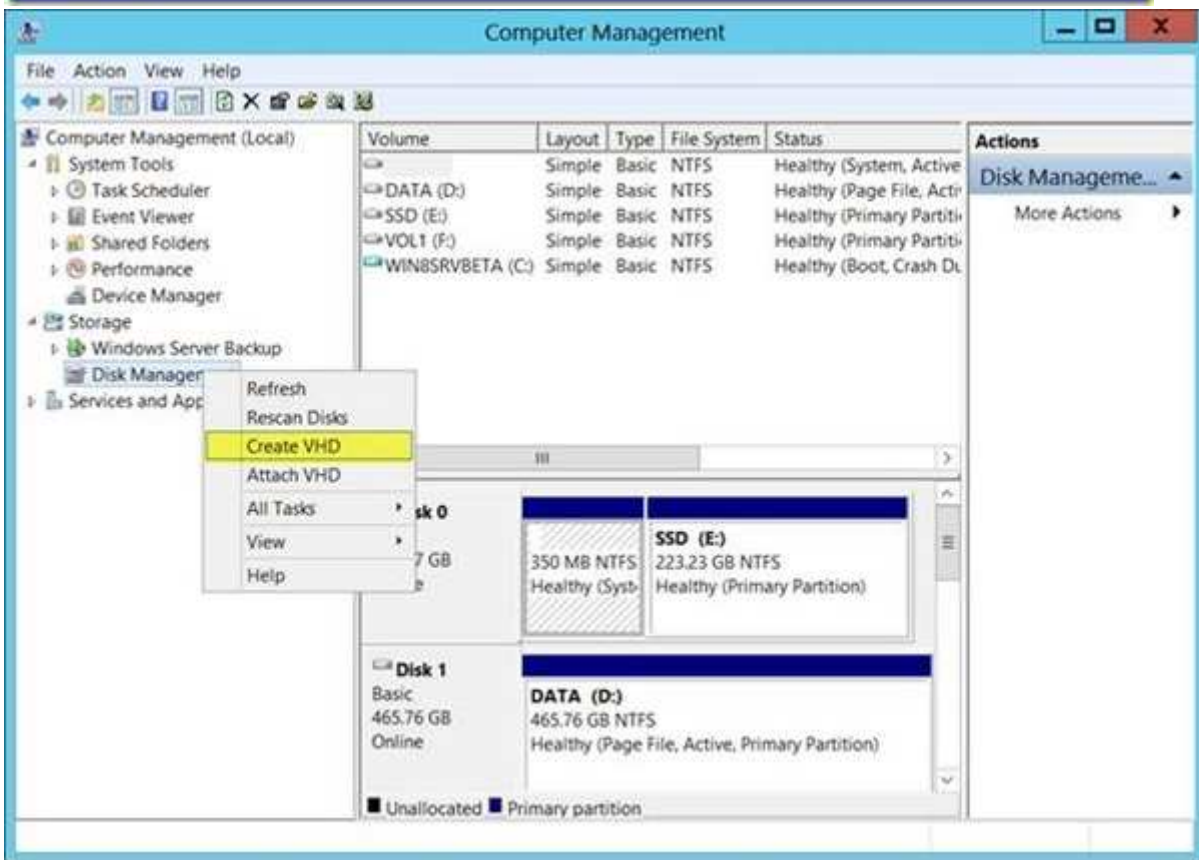 Computer Management
File Action View Help
Computer Management (Local)
System Tools
Task Scheduler
Event Viewer
Shared Folders
Performance
Device Manager
Storage
Windows Server Backup
Disk Manager
Services and App
Refresh
Rescan Disks
Create VHD
Attach VHD
All Tasks
View
Help
Volume Layout Type File System Status
Simple Basic NTFS Healthy (System, Active
DATA (D:) Simple Basic NTFS Healthy (Page File, Activ
SSD (E:) Simple Basic NTFS Healthy (Primary Partiti
VOL1 (F:) Simple Basic NTFS Healthy (Primary Partiti
WIN8SRVBETA (C:) Simple Basic NTFS Healthy (Boot, Crash Du
sk 0
7 GB
350 MB NTFS
Healthy (Syst
SSD (E:)
223.23 GB NTFS
Healthy (Primary Partition)
Disk 1
Basic
465.76 GB
Online
DATA (D:)
465.76 GB NTFS
Healthy (Page File, Active, Primary Partition)
Unallocated Primary partition
Actions
Disk Manageme...
More Actions